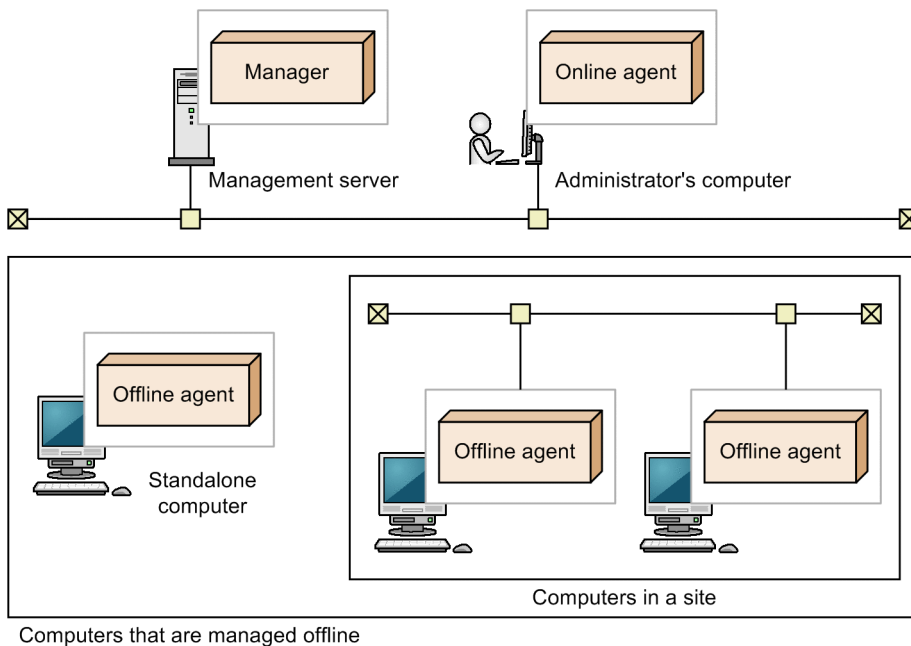 Manager
Online agent
Management server
Administrator's computer
Offline agent
Standalone
computer
Offline agent
Offline agent
Computers in a site
Computers that are managed offline